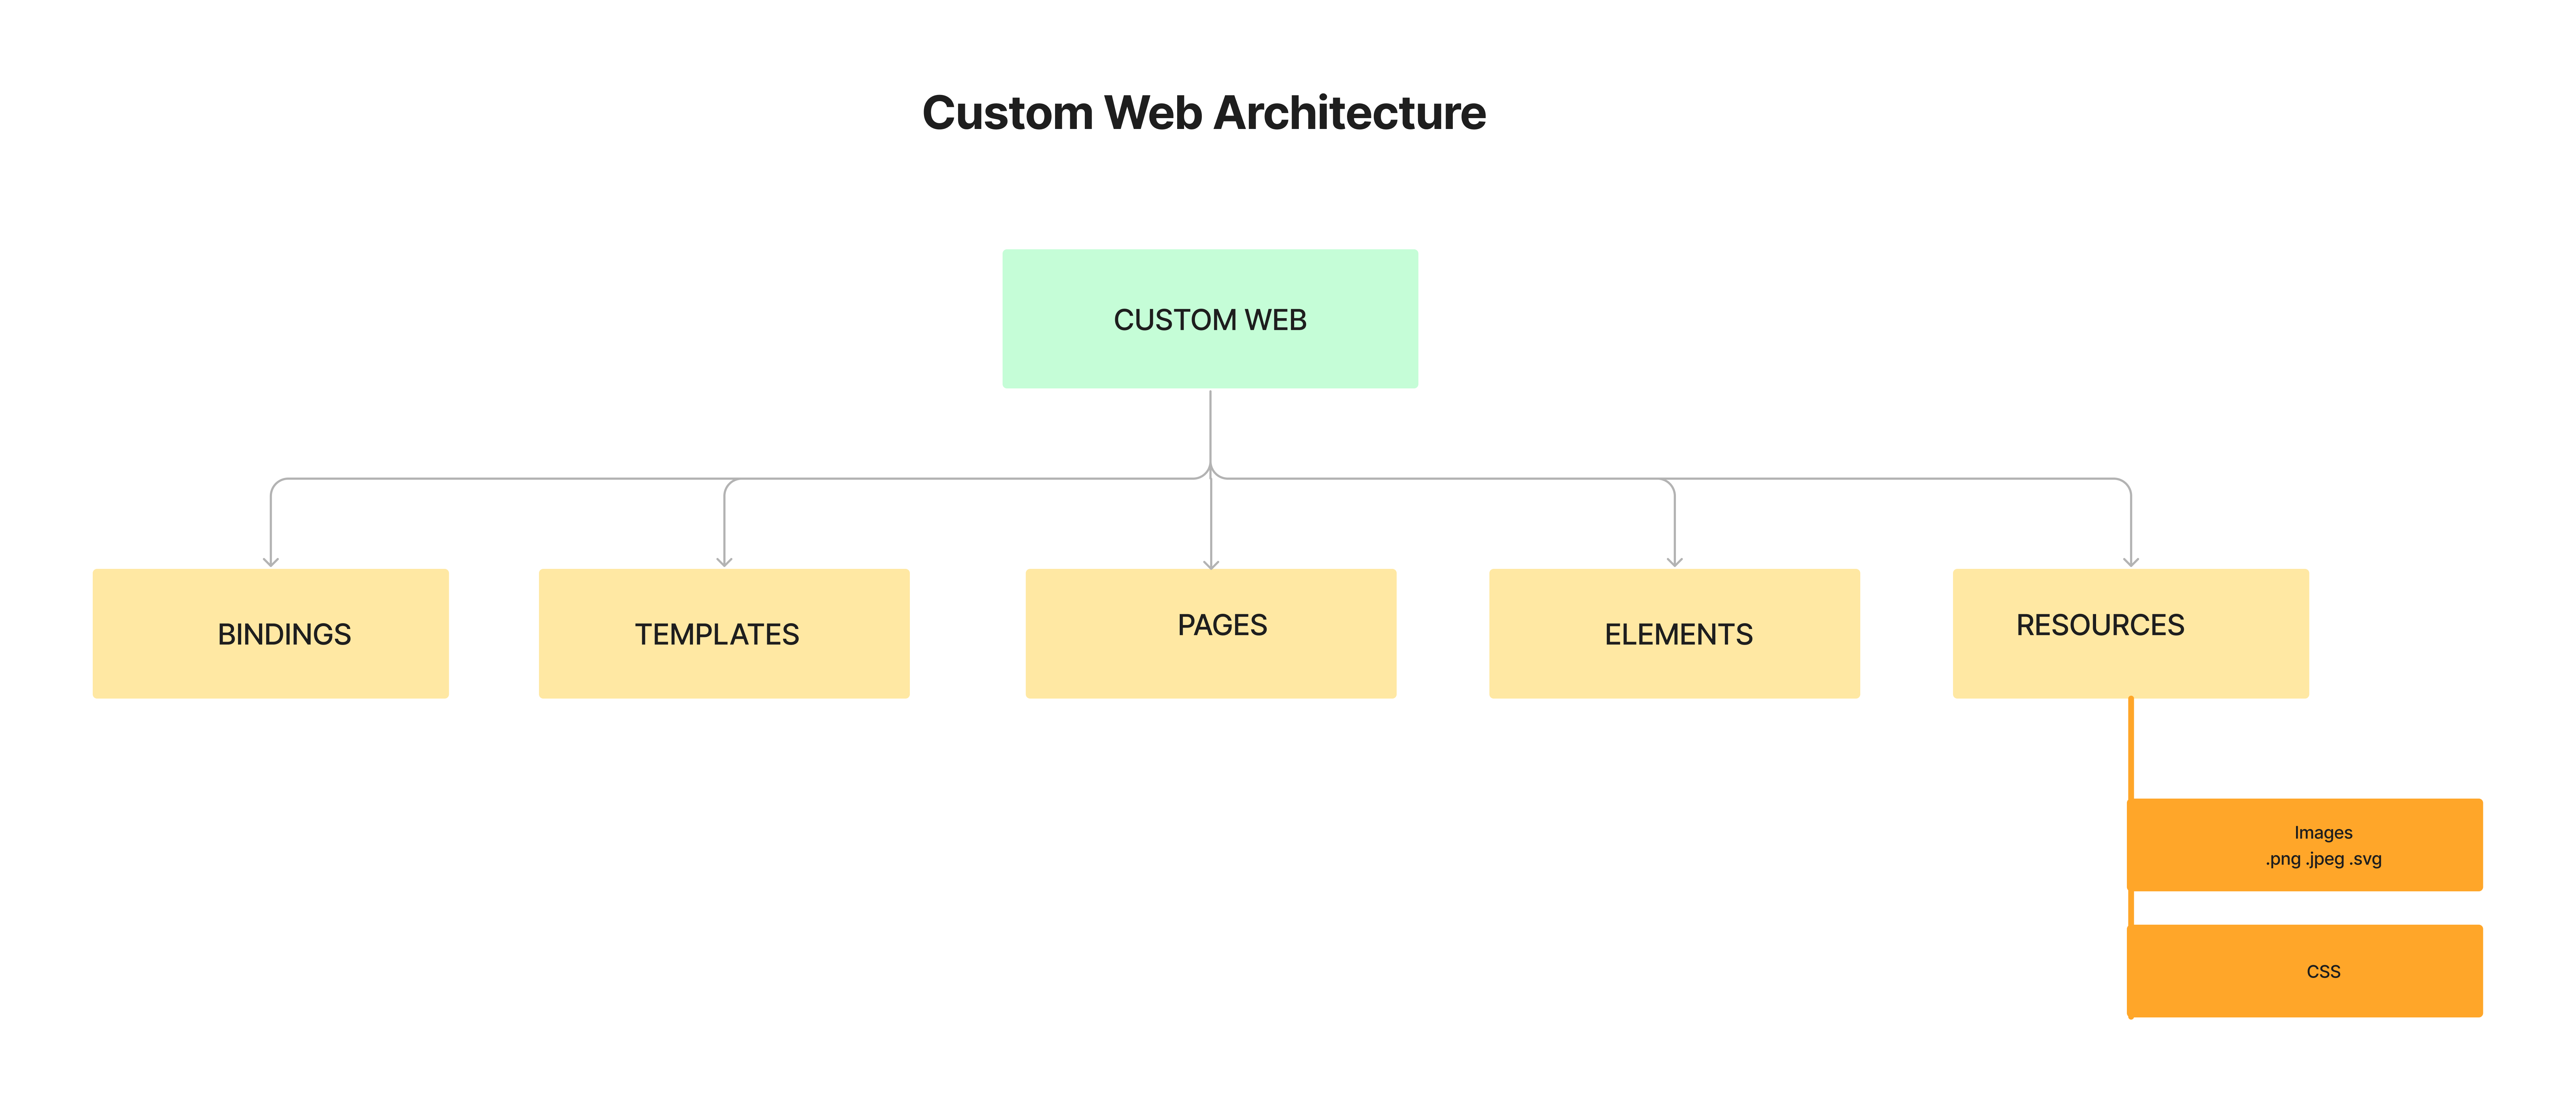 Custom Web Architecture
CUSTOM WEB
BINDINGS
TEMPLATES
PAGES
ELEMENTS
RESOURCES
Images
.png .jpeg .svg
CSS